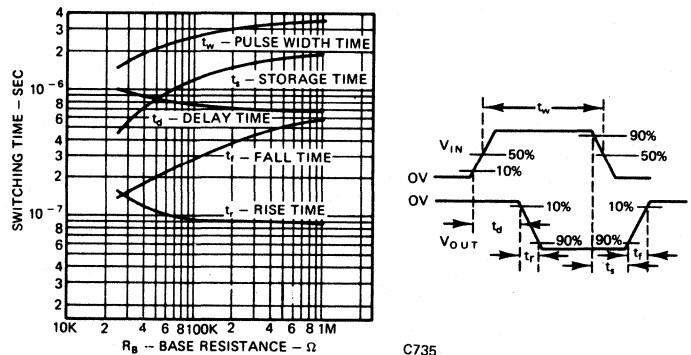 SWITCHING TIME – SEC
4
3
2
10⁻⁶
8
6
4
3
2
10⁻⁷
8
6
4
3
2
t_w – PULSE WIDTH TIME
t_s – STORAGE TIME
t_d – DELAY TIME
t_f – FALL TIME
t_r – RISE TIME
10K 2 4 6 8 100K 2 4 6 8 1M
R_B -- BASE RESISTANCE – Ω
t_w
V_IN
90%
50%
50%
10%
OV
OV
10%
10%
t_d
V_OUT
90%
90%
t_r
t_s
t_f
C735